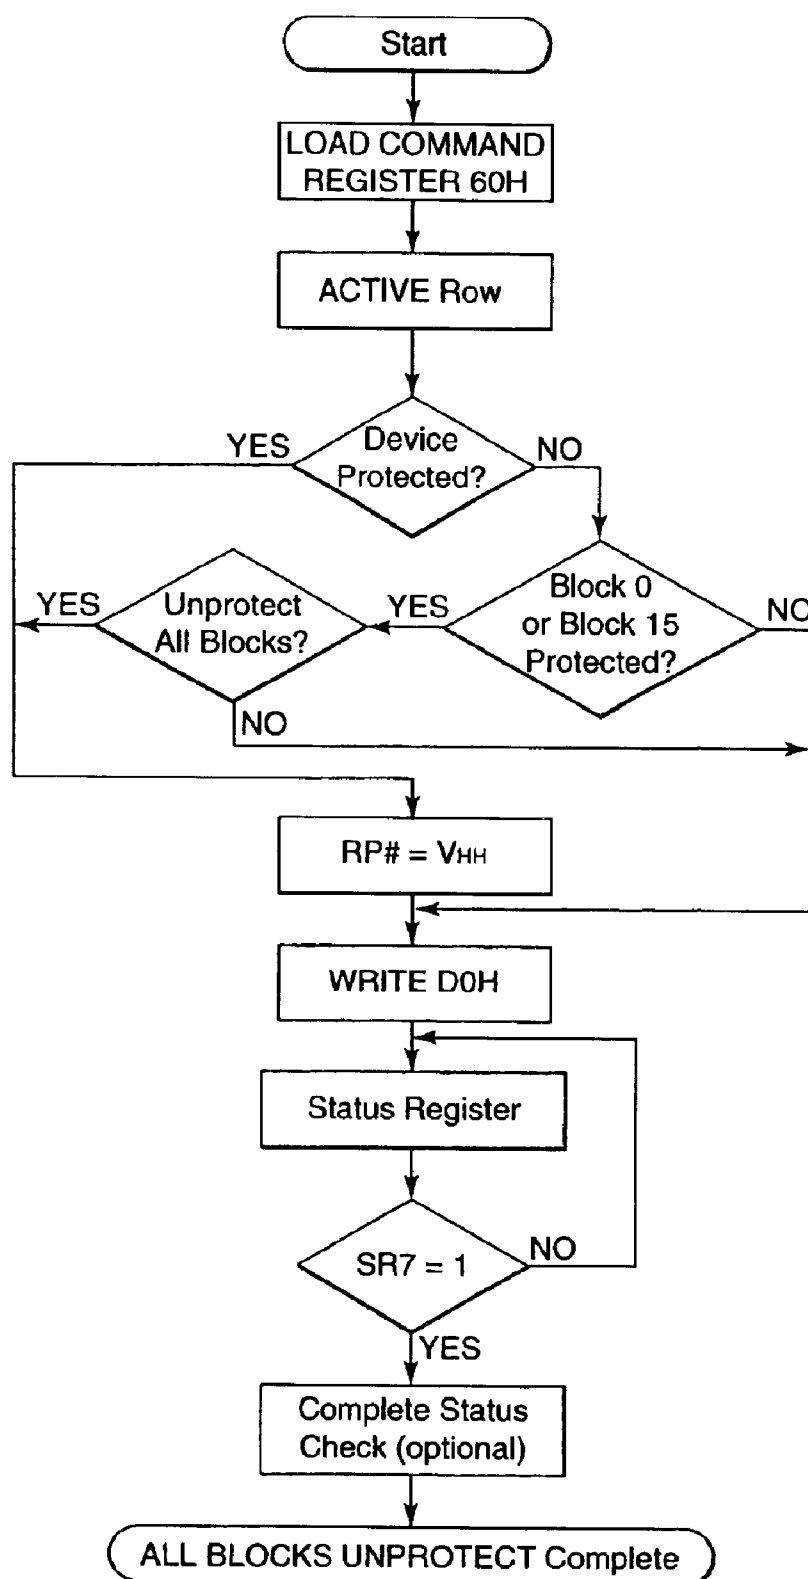 Start
LOAD COMMAND
REGISTER 60H
ACTIVE Row
YES
Device
Protected?
NO
YES
Unprotect
All Blocks?
YES
Block 0
or Block 15
Protected?
NO
NO
RP# = VHH
WRITE D0H
Status Register
SR7 = 1
NO
YES
Complete Status
Check (optional)
ALL BLOCKS UNPROTECT Complete